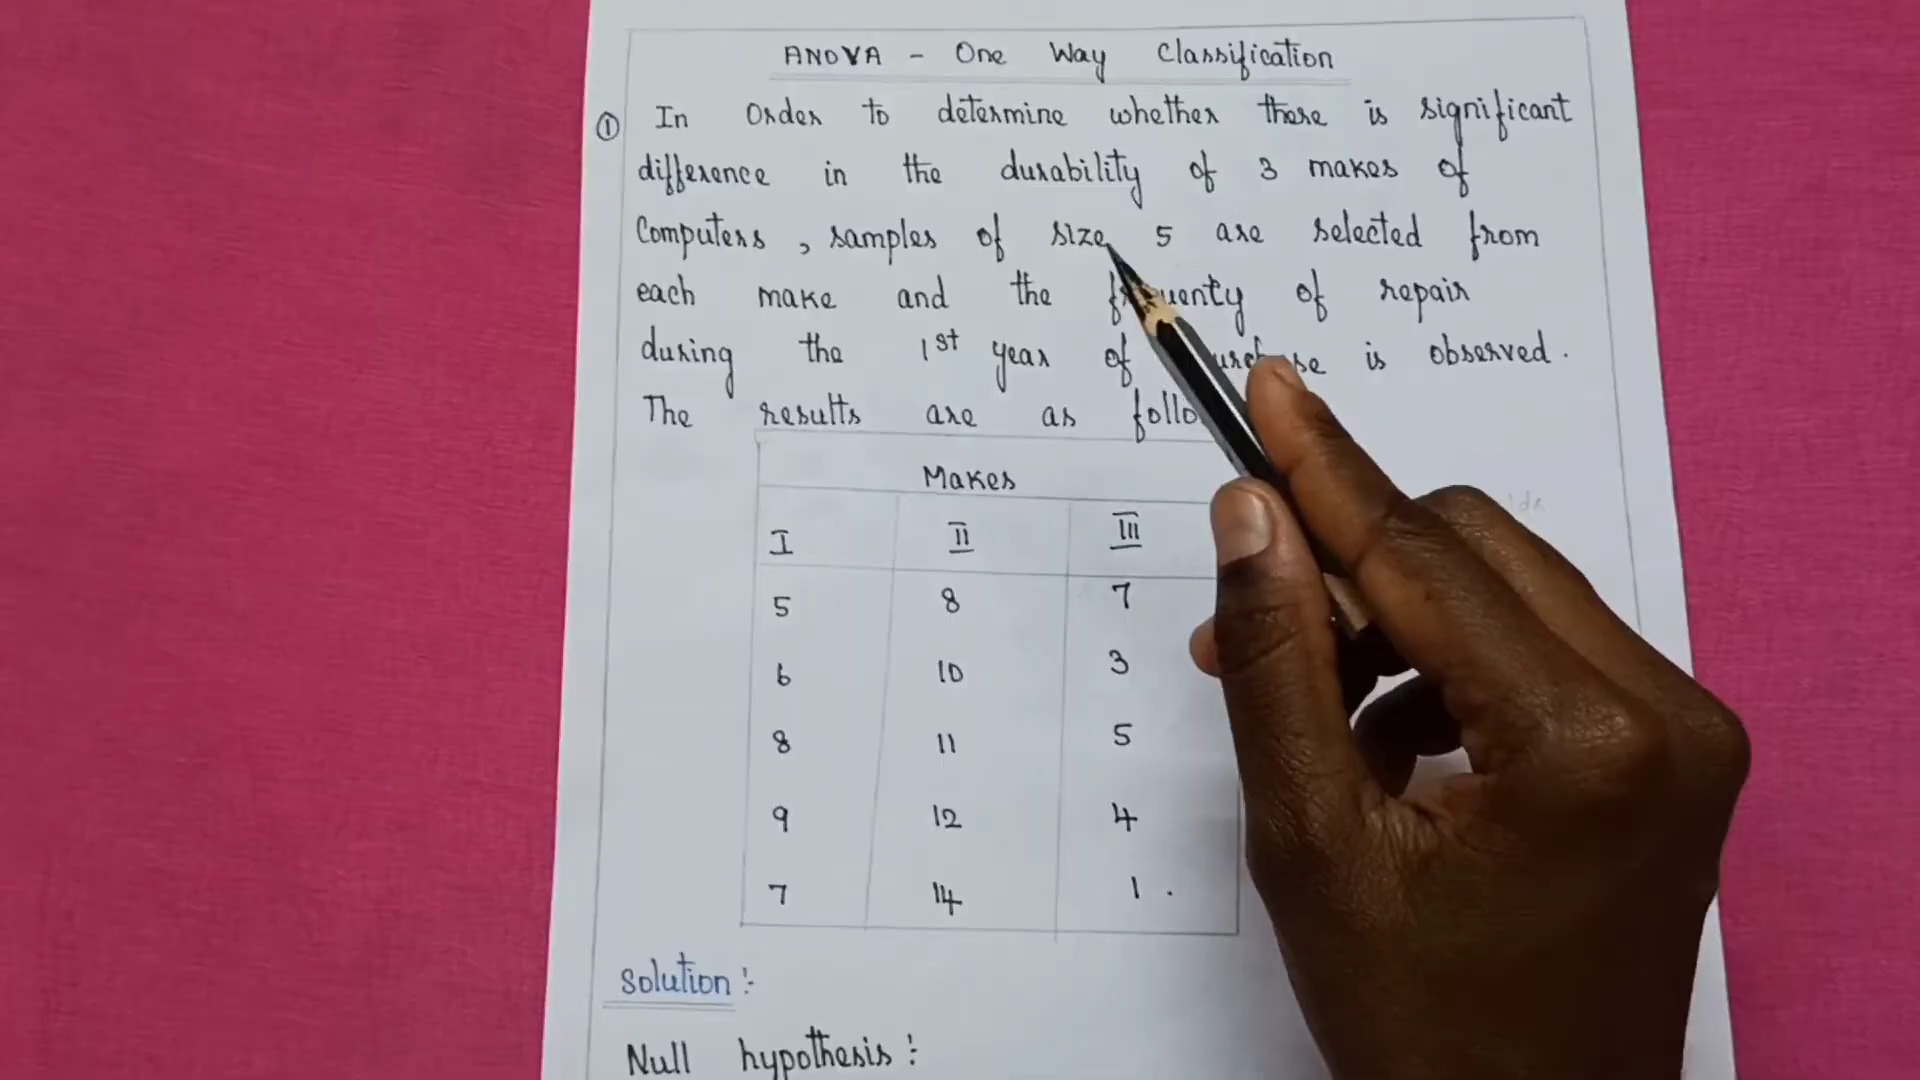 ANOVA - One Way Classification
① In Order to determine whether there is significant
difference in the durability of 3 makes of
Computers, samples of size 5 are selected from
each make and the of repair
during the 1st year of is observed.
The results are as
Makes
I II III
5 8 7
6 10 3
8 11 5
9 12 4
7 14 1.
Solution:-
Null hypothesis:-